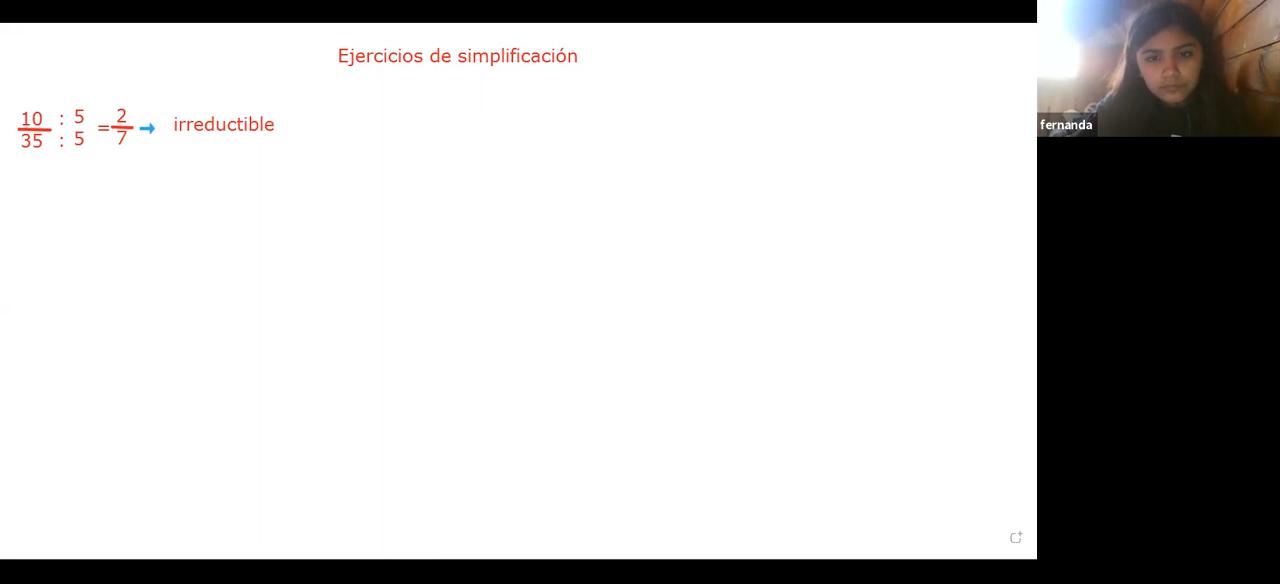 Ejercicios de simplificación
10 : 5 = 2 → irreductible
35 : 5 7
fernanda